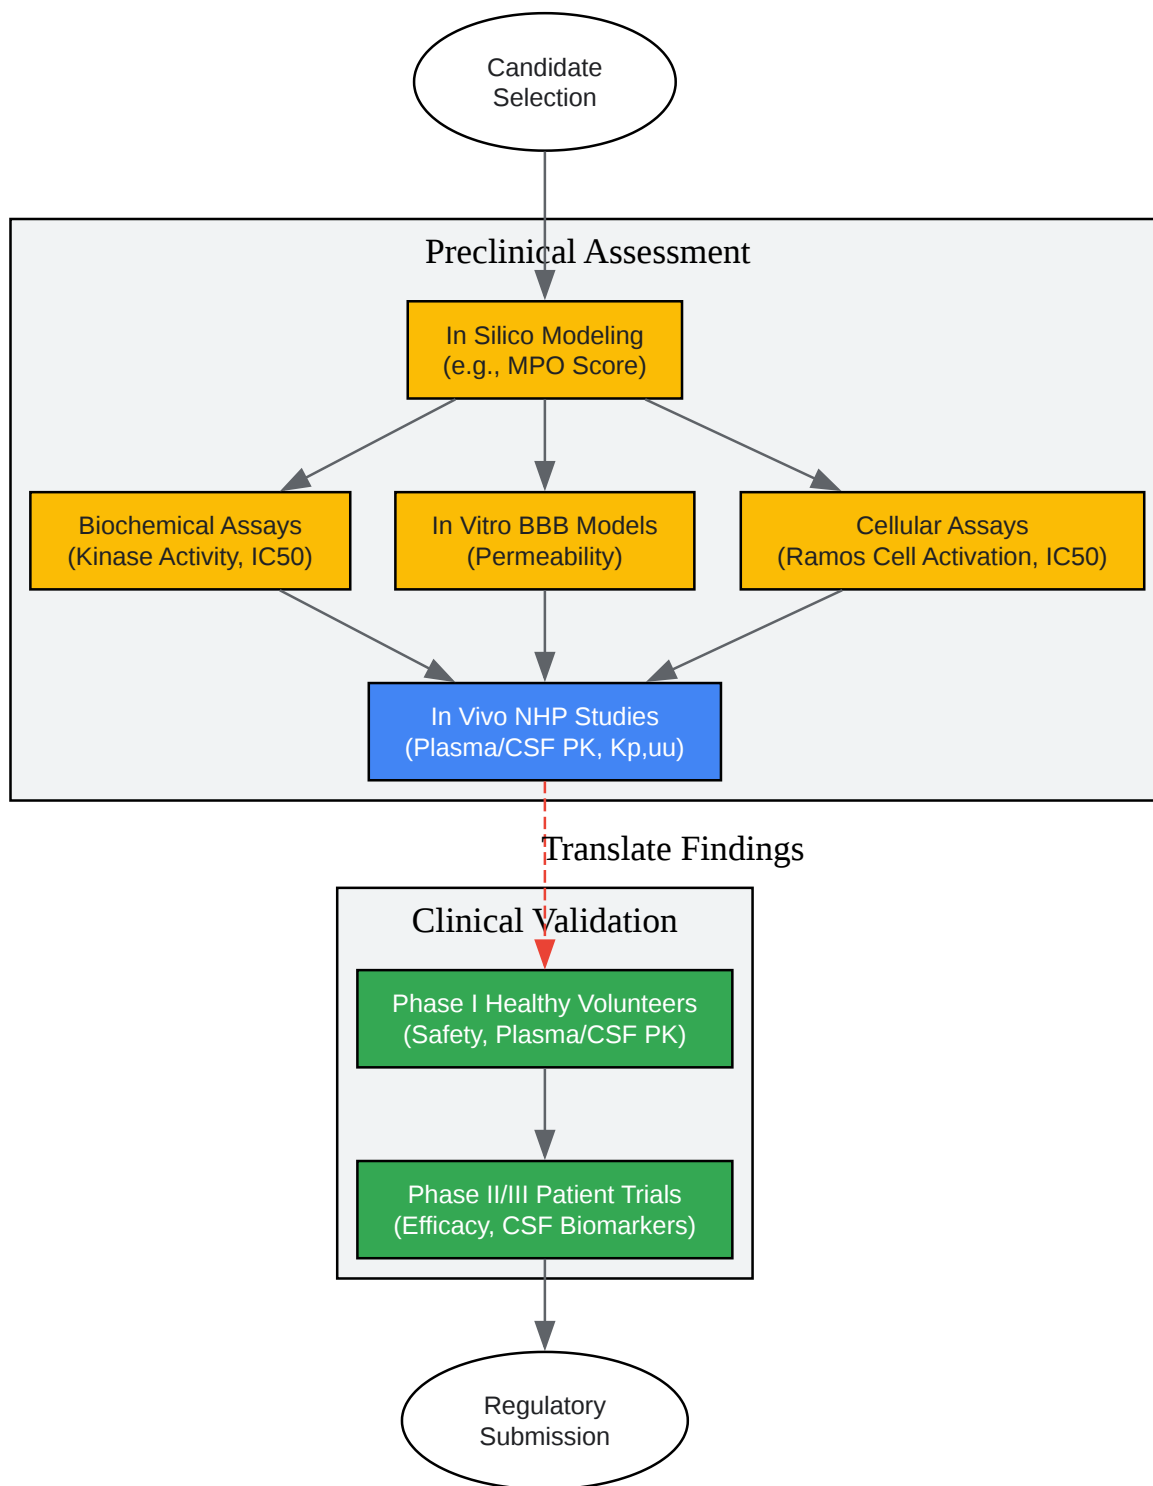 Candidate
Selection
Preclinical Assessment
In Silico Modeling
(e.g., MPO Score)
Biochemical Assays
(Kinase Activity, IC50)
In Vitro BBB Models
(Permeability)
Cellular Assays
(Ramos Cell Activation, IC50)
In Vivo NHP Studies
(Plasma/CSF PK, Kp,uu)
Translate Findings
Clinical Validation
Phase I Healthy Volunteers
(Safety, Plasma/CSF PK)
Phase II/III Patient Trials
(Efficacy, CSF Biomarkers)
Regulatory
Submission